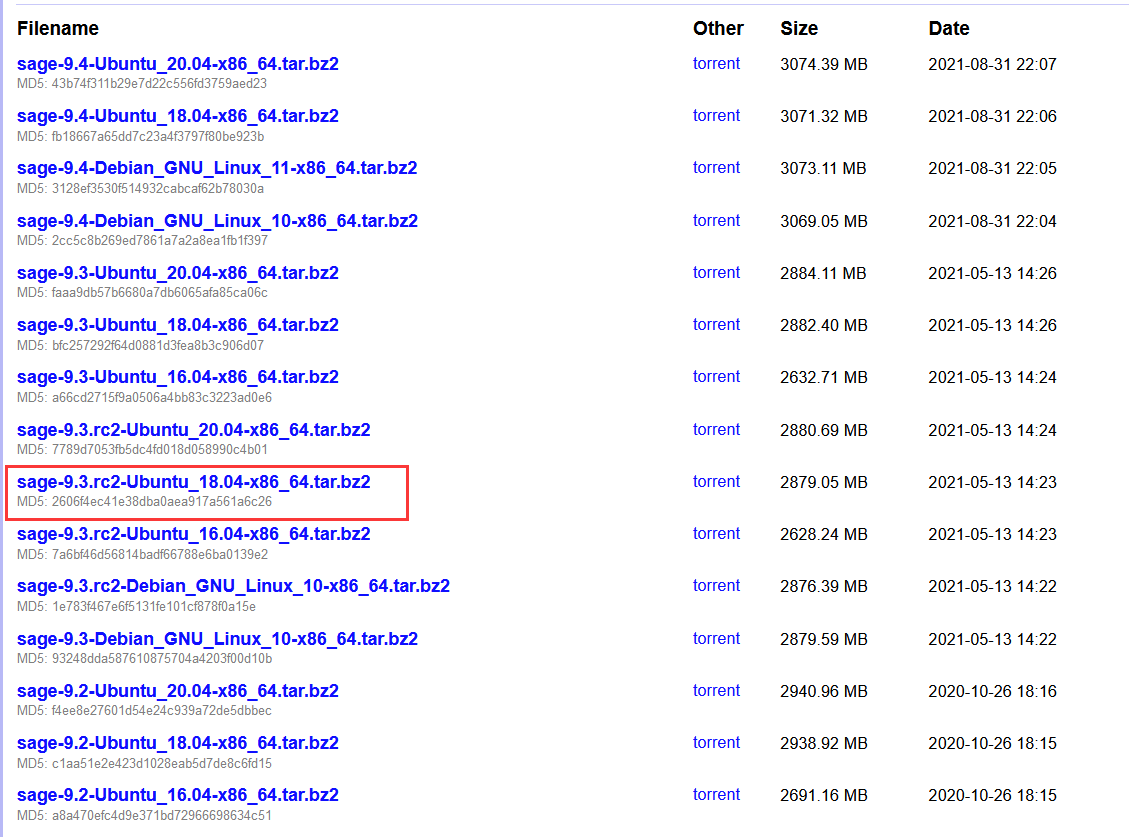 Filename Other Size Date
sage-9.4-Ubuntu_20.04-x86_64.tar.bz2 torrent 3074.39 MB 2021-08-31 22:07
MD5: 43b74f311b29e7d22c556fd3759aed23
sage-9.4-Ubuntu_18.04-x86_64.tar.bz2 torrent 3071.32 MB 2021-08-31 22:06
MD5: fb18667a65dd7c23a4f3797f80be923b
sage-9.4-Debian_GNU_Linux_11-x86_64.tar.bz2 torrent 3073.11 MB 2021-08-31 22:05
MD5: 3128ef3530f514932cabcaf62b78030a
sage-9.4-Debian_GNU_Linux_10-x86_64.tar.bz2 torrent 3069.05 MB 2021-08-31 22:04
MD5: 2cc5c8b269ed7861a7a2a8ea1fb1f397
sage-9.3-Ubuntu_20.04-x86_64.tar.bz2 torrent 2884.11 MB 2021-05-13 14:26
MD5: faaa9db57b6680a7db6065afa85ca06c
sage-9.3-Ubuntu_18.04-x86_64.tar.bz2 torrent 2882.40 MB 2021-05-13 14:26
MD5: bfc257292f64d0881d3fea8b3c906d07
sage-9.3-Ubuntu_16.04-x86_64.tar.bz2 torrent 2632.71 MB 2021-05-13 14:24
MD5: a66cd2715f9a0506a4bb83c3223ad0e6
sage-9.3.rc2-Ubuntu_20.04-x86_64.tar.bz2 torrent 2880.69 MB 2021-05-13 14:24
MD5: 7789d7053fb5dc4fd018d058990c4b01
sage-9.3.rc2-Ubuntu_18.04-x86_64.tar.bz2 torrent 2879.05 MB 2021-05-13 14:23
MD5: 2606f4ec41e38dba0aea917a561a6c26
sage-9.3.rc2-Ubuntu_16.04-x86_64.tar.bz2 torrent 2628.24 MB 2021-05-13 14:23
MD5: 7a6bf46d56814badf66788e6ba0139e2
sage-9.3.rc2-Debian_GNU_Linux_10-x86_64.tar.bz2 torrent 2876.39 MB 2021-05-13 14:22
MD5: 1e783f467e6f5131fe101cf878f0a15e
sage-9.3-Debian_GNU_Linux_10-x86_64.tar.bz2 torrent 2879.59 MB 2021-05-13 14:22
MD5: 93248dda587610875704a4203f00d10b
sage-9.2-Ubuntu_20.04-x86_64.tar.bz2 torrent 2940.96 MB 2020-10-26 18:16
MD5: f4ee8e27601d54e24c939a72de5dbbec
sage-9.2-Ubuntu_18.04-x86_64.tar.bz2 torrent 2938.92 MB 2020-10-26 18:15
MD5: c1aa51e2e423d1028eab5d7de8c6fd15
sage-9.2-Ubuntu_16.04-x86_64.tar.bz2 torrent 2691.16 MB 2020-10-26 18:15
MD5: a8a470efc4d9e371bd72966698634c51